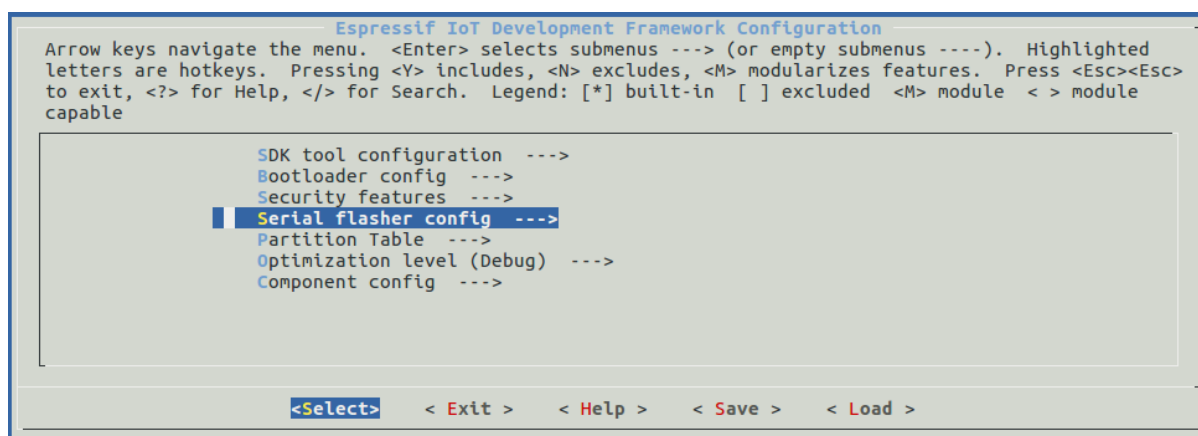 Espressif IoT Development Framework Configuration
Arrow keys navigate the menu.  <Enter> selects submenus ---> (or empty submenus ----).  Highlighted
letters are hotkeys.  Pressing <Y> includes, <N> excludes, <M> modularizes features.  Press <Esc><Esc>
to exit, <?> for Help, </> for Search.  Legend: [*] built-in  [ ] excluded  <M> module  < > module
capable
SDK tool configuration  --->
Bootloader config  --->
Security features  --->
Serial flasher config  --->
Partition Table  --->
Optimization level (Debug)  --->
Component config  --->
<Select>    < Exit >    < Help >    < Save >    < Load >